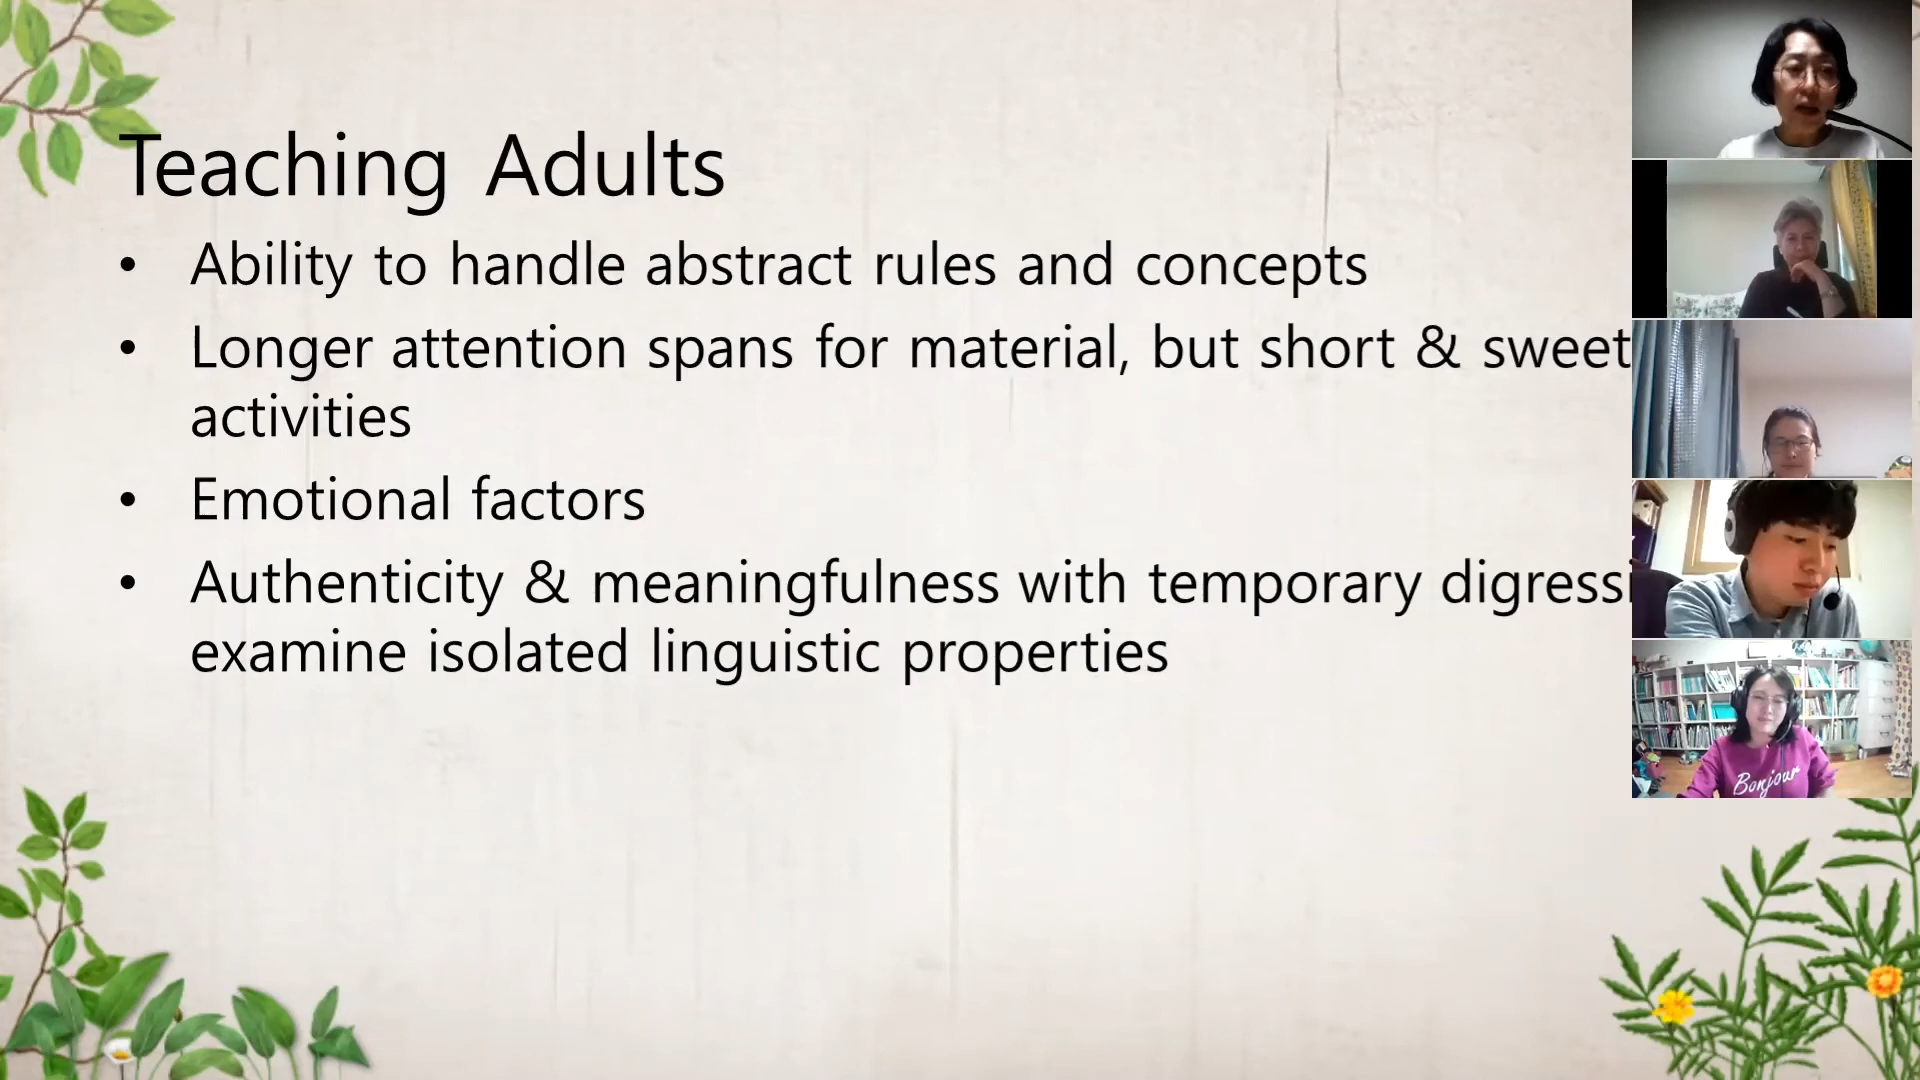 Teaching Adults
• Ability to handle abstract rules and concepts
• Longer attention spans for material, but short & sweet
activities
• Emotional factors
• Authenticity & meaningfulness with temporary
examine isolated linguistic properties
Bonjour